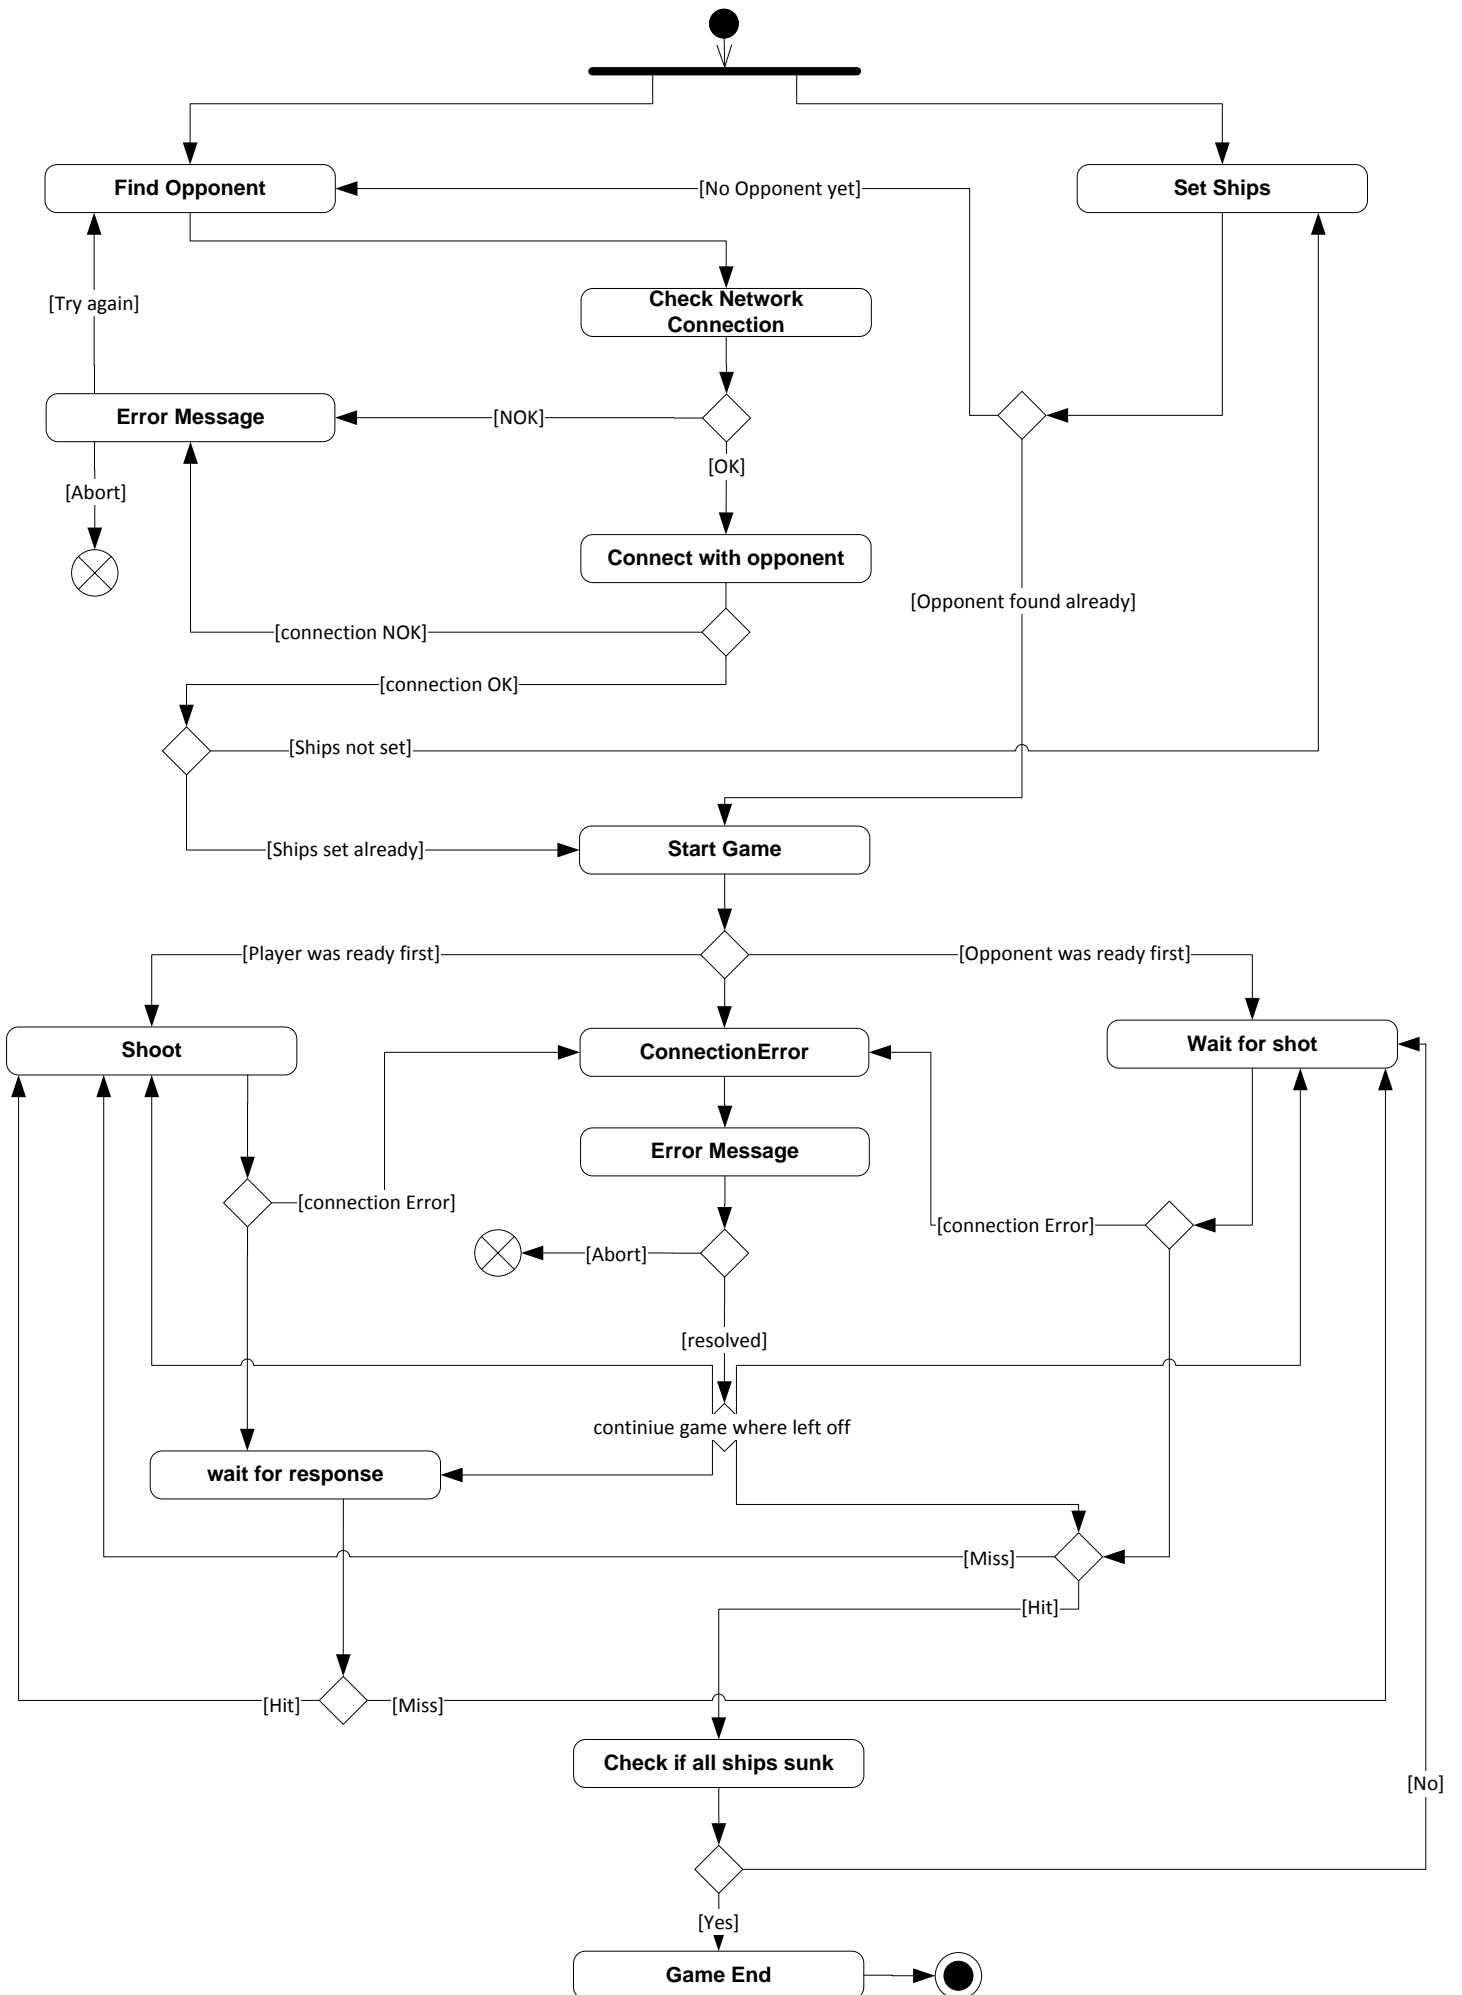 Find Opponent
[No Opponent yet]
Set Ships
Check Network
Connection
[Try again]
Error Message
[NOK]
[OK]
[Abort]
Connect with opponent
[Opponent found already]
[connection NOK]
[connection OK]
[Ships not set]
[Ships set already]
Start Game
[Player was ready first]
[Opponent was ready first]
Shoot
ConnectionError
Wait for shot
Error Message
[connection Error]
[connection Error]
[Abort]
[resolved]
continiue game where left off
wait for response
[Miss]
[Hit]
[Hit]
[Miss]
Check if all ships sunk
[No]
[Yes]
Game End